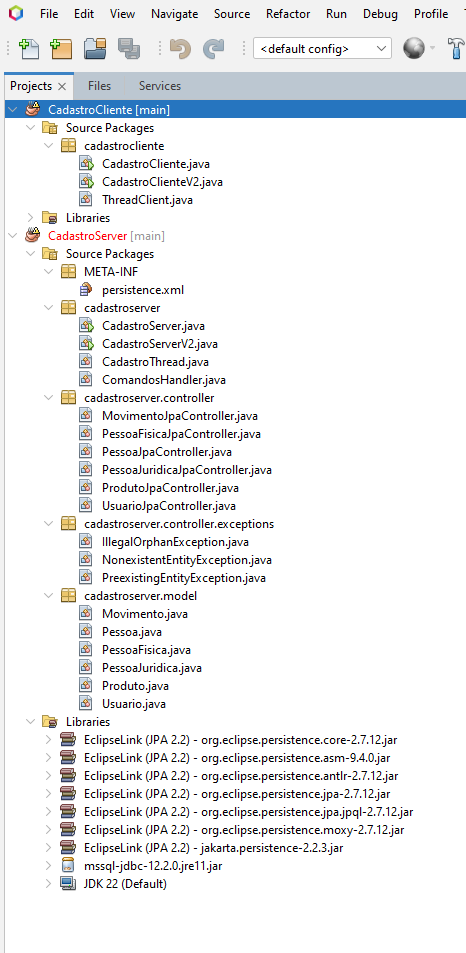 File Edit View Navigate Source Refactor Run Debug Profile
<default config>
Projects Files Services
CadastroCliente [main]
Source Packages
cadastrocliente
CadastroCliente.java
CadastroClienteV2.java
ThreadClient.java
Libraries
CadastroServer [main]
Source Packages
META-INF
persistence.xml
cadastroserver
CadastroServer.java
CadastroServerV2.java
CadastroThread.java
ComandosHandler.java
cadastroserver.controller
MovimentoJpaController.java
PessoaFisicaJpaController.java
PessoaJpaController.java
PessoaJuridicaJpaController.java
ProdutoJpaController.java
UsuarioJpaController.java
cadastroserver.controller.exceptions
IllegalOrphanException.java
NonexistentEntityException.java
PreexistingEntityException.java
cadastroserver.model
Movimento.java
Pessoa.java
PessoaFisica.java
PessoaJuridica.java
Produto.java
Usuario.java
Libraries
EclipseLink (JPA 2.2) - org.eclipse.persistence.core-2.7.12.jar
EclipseLink (JPA 2.2) - org.eclipse.persistence.asm-9.4.0.jar
EclipseLink (JPA 2.2) - org.eclipse.persistence.antlr-2.7.12.jar
EclipseLink (JPA 2.2) - org.eclipse.persistence.jpa-2.7.12.jar
EclipseLink (JPA 2.2) - org.eclipse.persistence.jpa.jpql-2.7.12.jar
EclipseLink (JPA 2.2) - org.eclipse.persistence.moxy-2.7.12.jar
EclipseLink (JPA 2.2) - jakarta.persistence-2.2.3.jar
mssql-jdbc-12.2.0.jre11.jar
JDK 22 (Default)